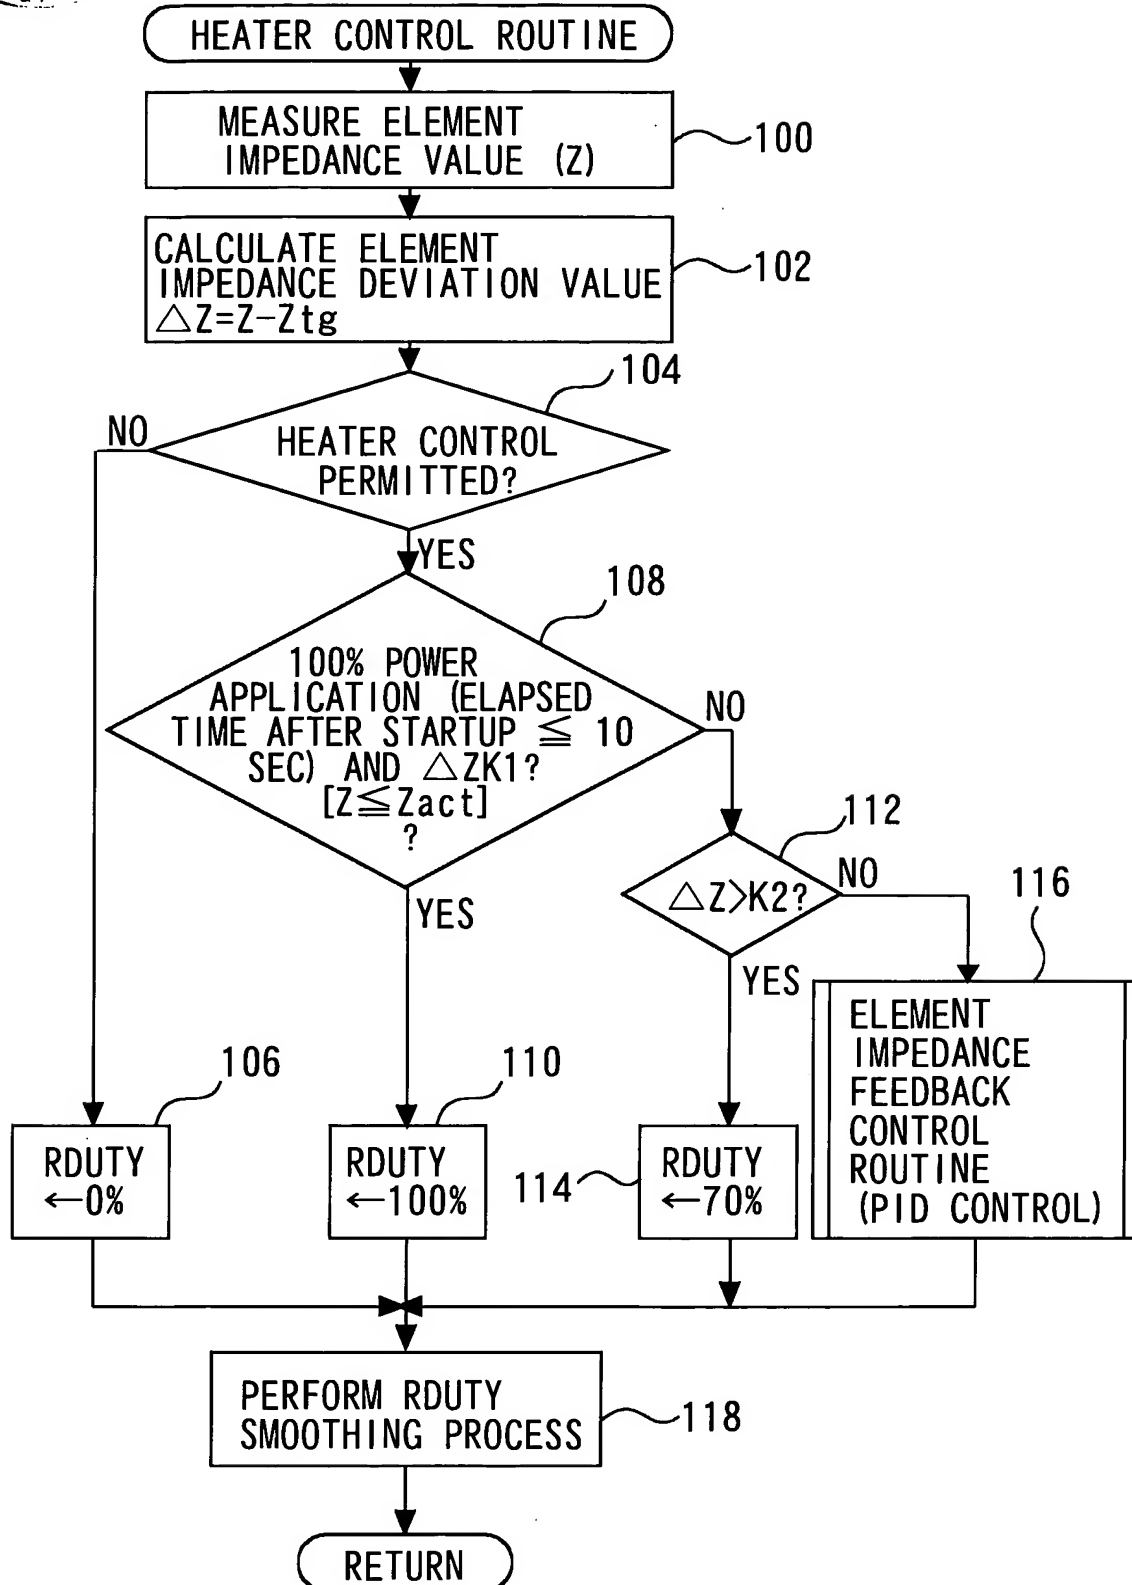 HEATER CONTROL ROUTINE
MEASURE ELEMENT
IMPEDANCE VALUE (Z)
100
CALCULATE ELEMENT
IMPEDANCE DEVIATION VALUE
△Z=Z-Ztg
102
104
NO
HEATER CONTROL
PERMITTED?
YES
108
100% POWER
APPLICATION (ELAPSED
TIME AFTER STARTUP ≦ 10
SEC) AND △ZK1?
[Z≦Zact]
?
NO
YES
112
△Z>K2?
NO
YES
116
ELEMENT
IMPEDANCE
FEEDBACK
CONTROL
ROUTINE
(PID CONTROL)
106
RDUTY
←0%
110
RDUTY
←100%
114
RDUTY
←70%
PERFORM RDUTY
SMOOTHING PROCESS
118
RETURN